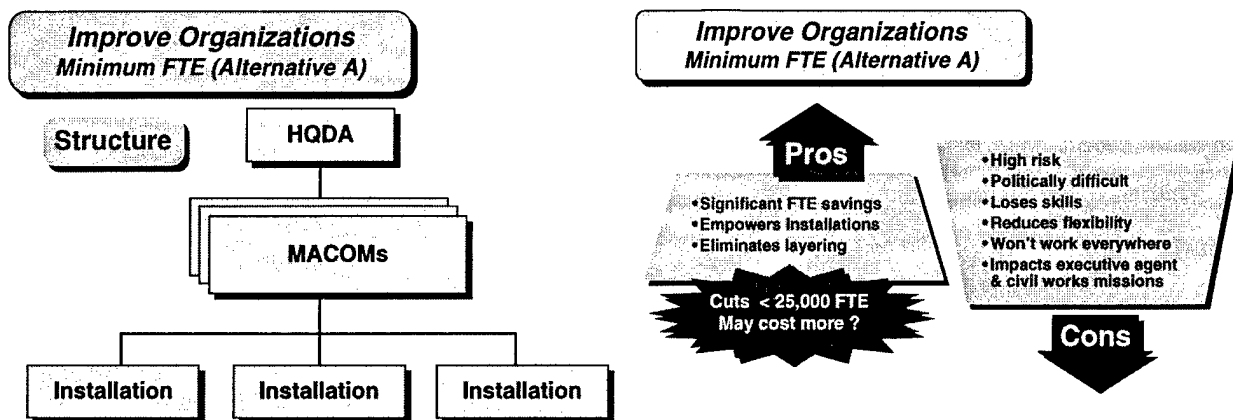 Improve Organizations
Minimum FTE (Alternative A)
Structure
HQDA
MACOMs
Installation
Installation
Installation
Improve Organizations
Minimum FTE (Alternative A)
Pros
•Significant FTE savings
•Empowers Installations
•Eliminates layering
Cuts < 25,000 FTE
May cost more ?
•High risk
•Politically difficult
•Loses skills
•Reduces flexibility
•Won't work everywhere
•Impacts executive agent
& civil works missions
Cons